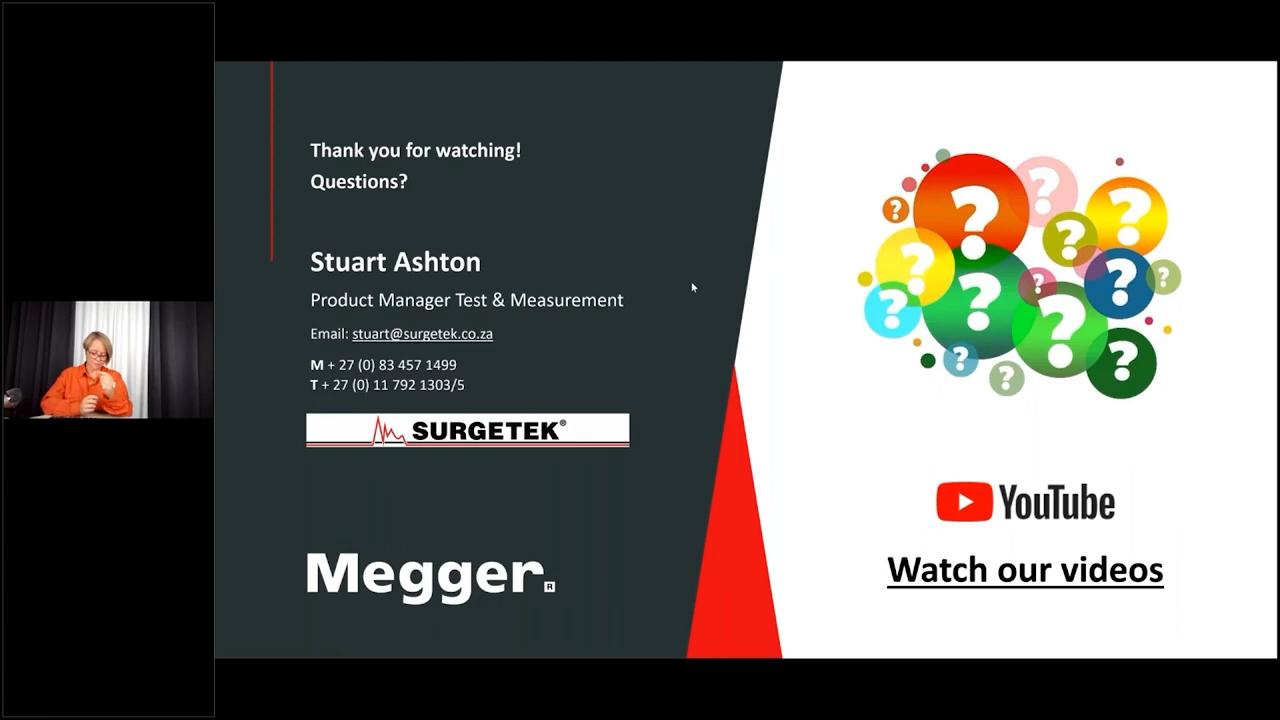 Thank you for watching!
Questions?
Stuart Ashton
Product Manager Test & Measurement
Email: stuart@surgetek.co.za
M + 27 (0) 83 457 1499
T + 27 (0) 11 792 1303/5
SURGETEK®
Megger®
? ? ? ? ? ? ? ? ? ? ? ? ? ?
YouTube
Watch our videos